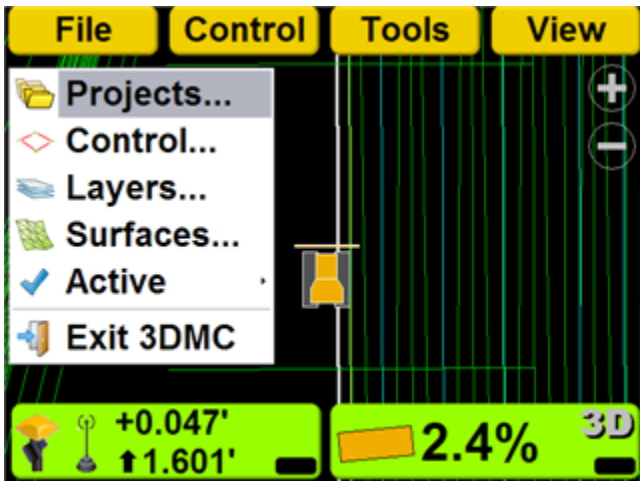 File Control Tools View
Projects...
Control...
Layers...
Surfaces...
Active
Exit 3DMC
+0.047'
1.601'
2.4%
3D